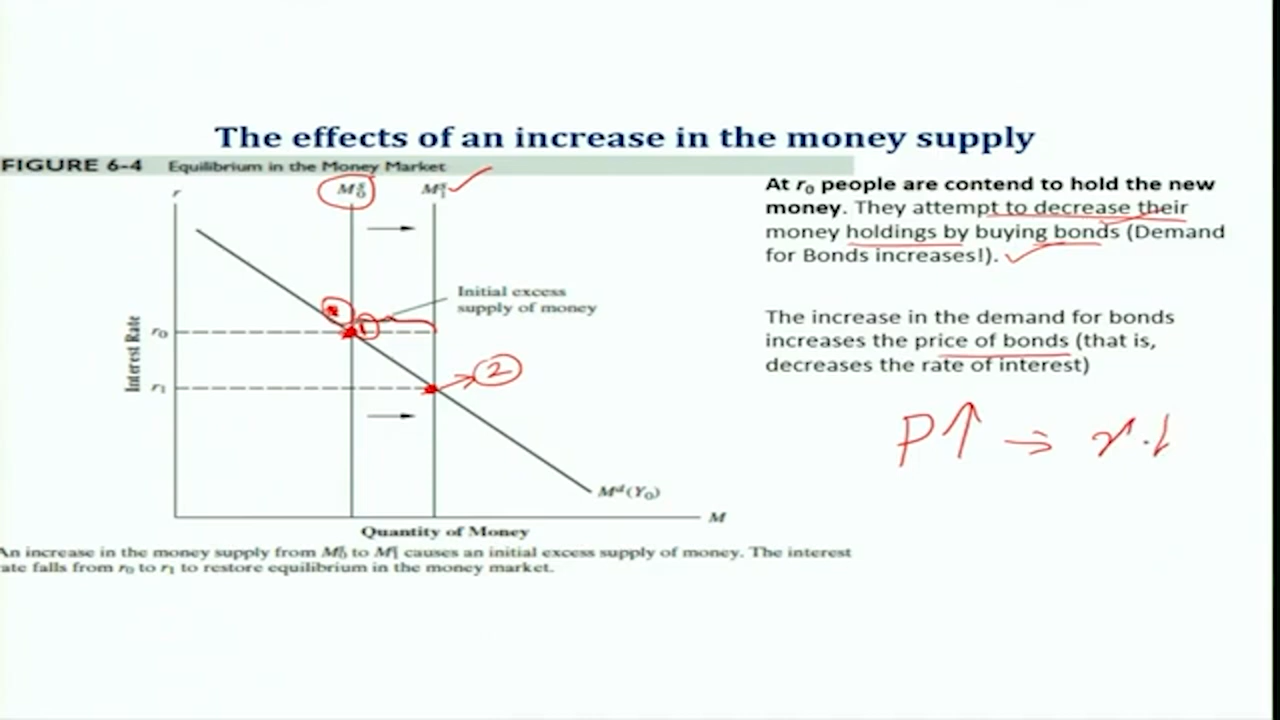 The effects of an increase in the money supply
FIGURE 6-4 Equilibrium in the Money Market
r
M₀ˢ
M₁ˢ
Initial excess
supply of money
1
Interest Rate
r₀
2
r₁
Mᵈ(Y₀)
M
Quantity of Money
An increase in the money supply from M₀ˢ to M₁ˢ causes an initial excess supply of money. The interest
ate falls from r₀ to r₁ to restore equilibrium in the money market.
At r₀ people are contend to hold the new
money. They attempt to decrease their
money holdings by buying bonds (Demand
for Bonds increases!).
The increase in the demand for bonds
increases the price of bonds (that is,
decreases the rate of interest)
P↑ ⇒ r